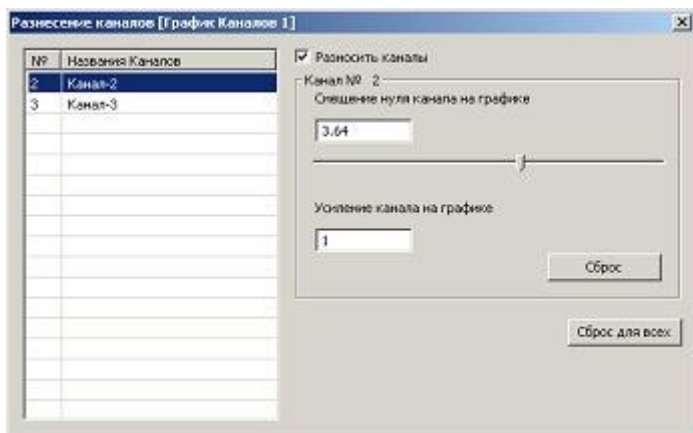 Разнесение каналов [График Каналов 1]
№ Названия Каналов
2 Канал-2
3 Канал-3
Разносить каналы
Канал № 2
Смещение нуля канала на графике
3.64
Усиление канала на графике
1
Сброс
Сброс для всех